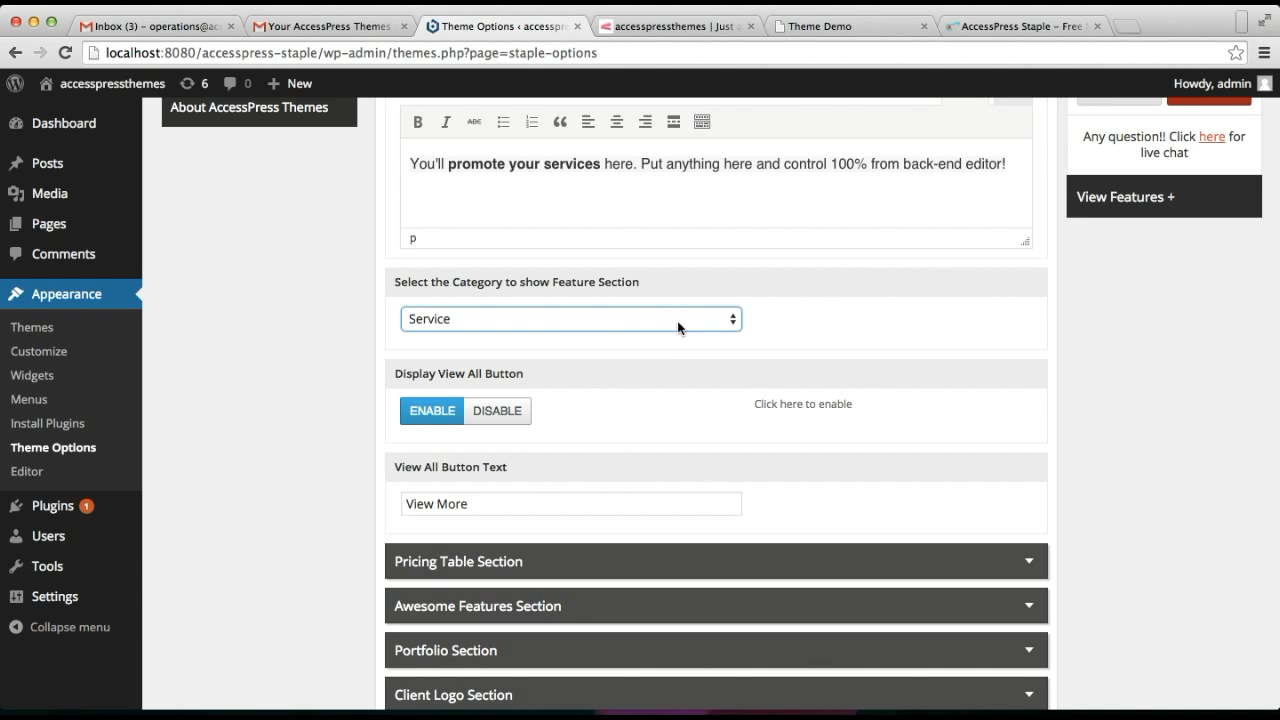 Inbox (3) – operations@ac
Your AccessPress Themes
Theme Options ‹ accesspr
accesspressthemes | Just
Theme Demo
AccessPress Staple – Free
localhost:8080/accesspress-staple/wp-admin/themes.php?page=staple-options
accesspressthemes
6
0
New
Howdy, admin
Dashboard
Posts
Media
Pages
Comments
Appearance
Themes
Customize
Widgets
Menus
Install Plugins
Theme Options
Editor
Plugins 1
Users
Tools
Settings
Collapse menu
About AccessPress Themes
B I ABC
You'll promote your services here. Put anything here and control 100% from back-end editor!
p
Select the Category to show Feature Section
Service
Display View All Button
ENABLE DISABLE
Click here to enable
View All Button Text
View More
Pricing Table Section
Awesome Features Section
Portfolio Section
Client Logo Section
Any question!! Click here for
live chat
View Features +